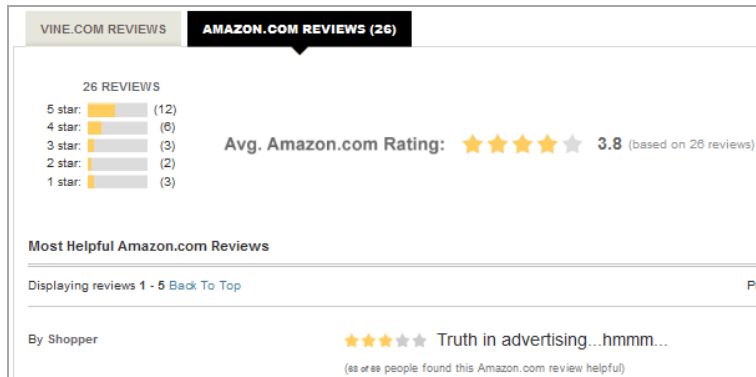 VINE.COM REVIEWS
AMAZON.COM REVIEWS (26)
26 REVIEWS
5 star: (12)
4 star: (6)
3 star: (3)
2 star: (2)
1 star: (3)
Avg. Amazon.com Rating: 3.8 (based on 26 reviews)
Most Helpful Amazon.com Reviews
Displaying reviews 1 - 5 Back To Top
By Shopper
Truth in advertising...hmmm...
people found this Amazon.com review helpful)